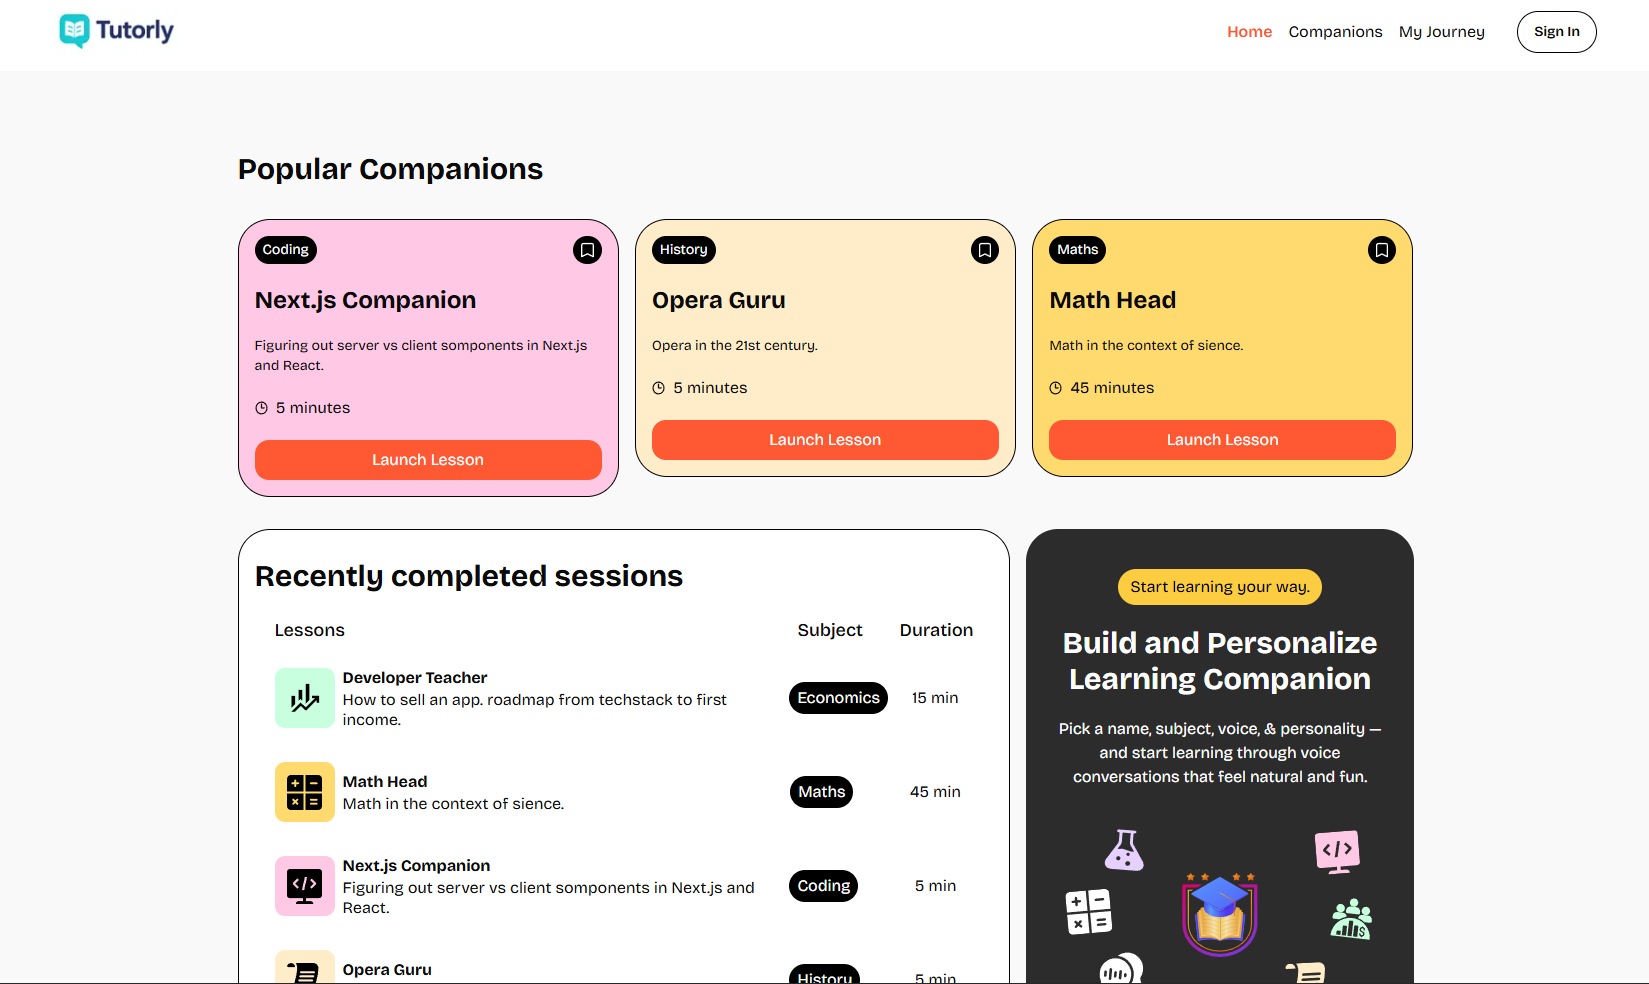 Tutorly
Home Companions My Journey Sign In
Popular Companions
Coding
Next.js Companion
Figuring out server vs client somponents in Next.js
and React.
5 minutes
Launch Lesson
History
Opera Guru
Opera in the 21st century.
5 minutes
Launch Lesson
Maths
Math Head
Math in the context of sience.
45 minutes
Launch Lesson
Recently completed sessions
Lessons Subject Duration
Developer Teacher
How to sell an app. roadmap from techstack to first
income.
Economics 15 min
Math Head
Math in the context of sience.
Maths 45 min
Next.js Companion
Figuring out server vs client somponents in Next.js and
React.
Coding 5 min
Opera Guru
History 5 min
Start learning your way.
Build and Personalize
Learning Companion
Pick a name, subject, voice, & personality —
and start learning through voice
conversations that feel natural and fun.